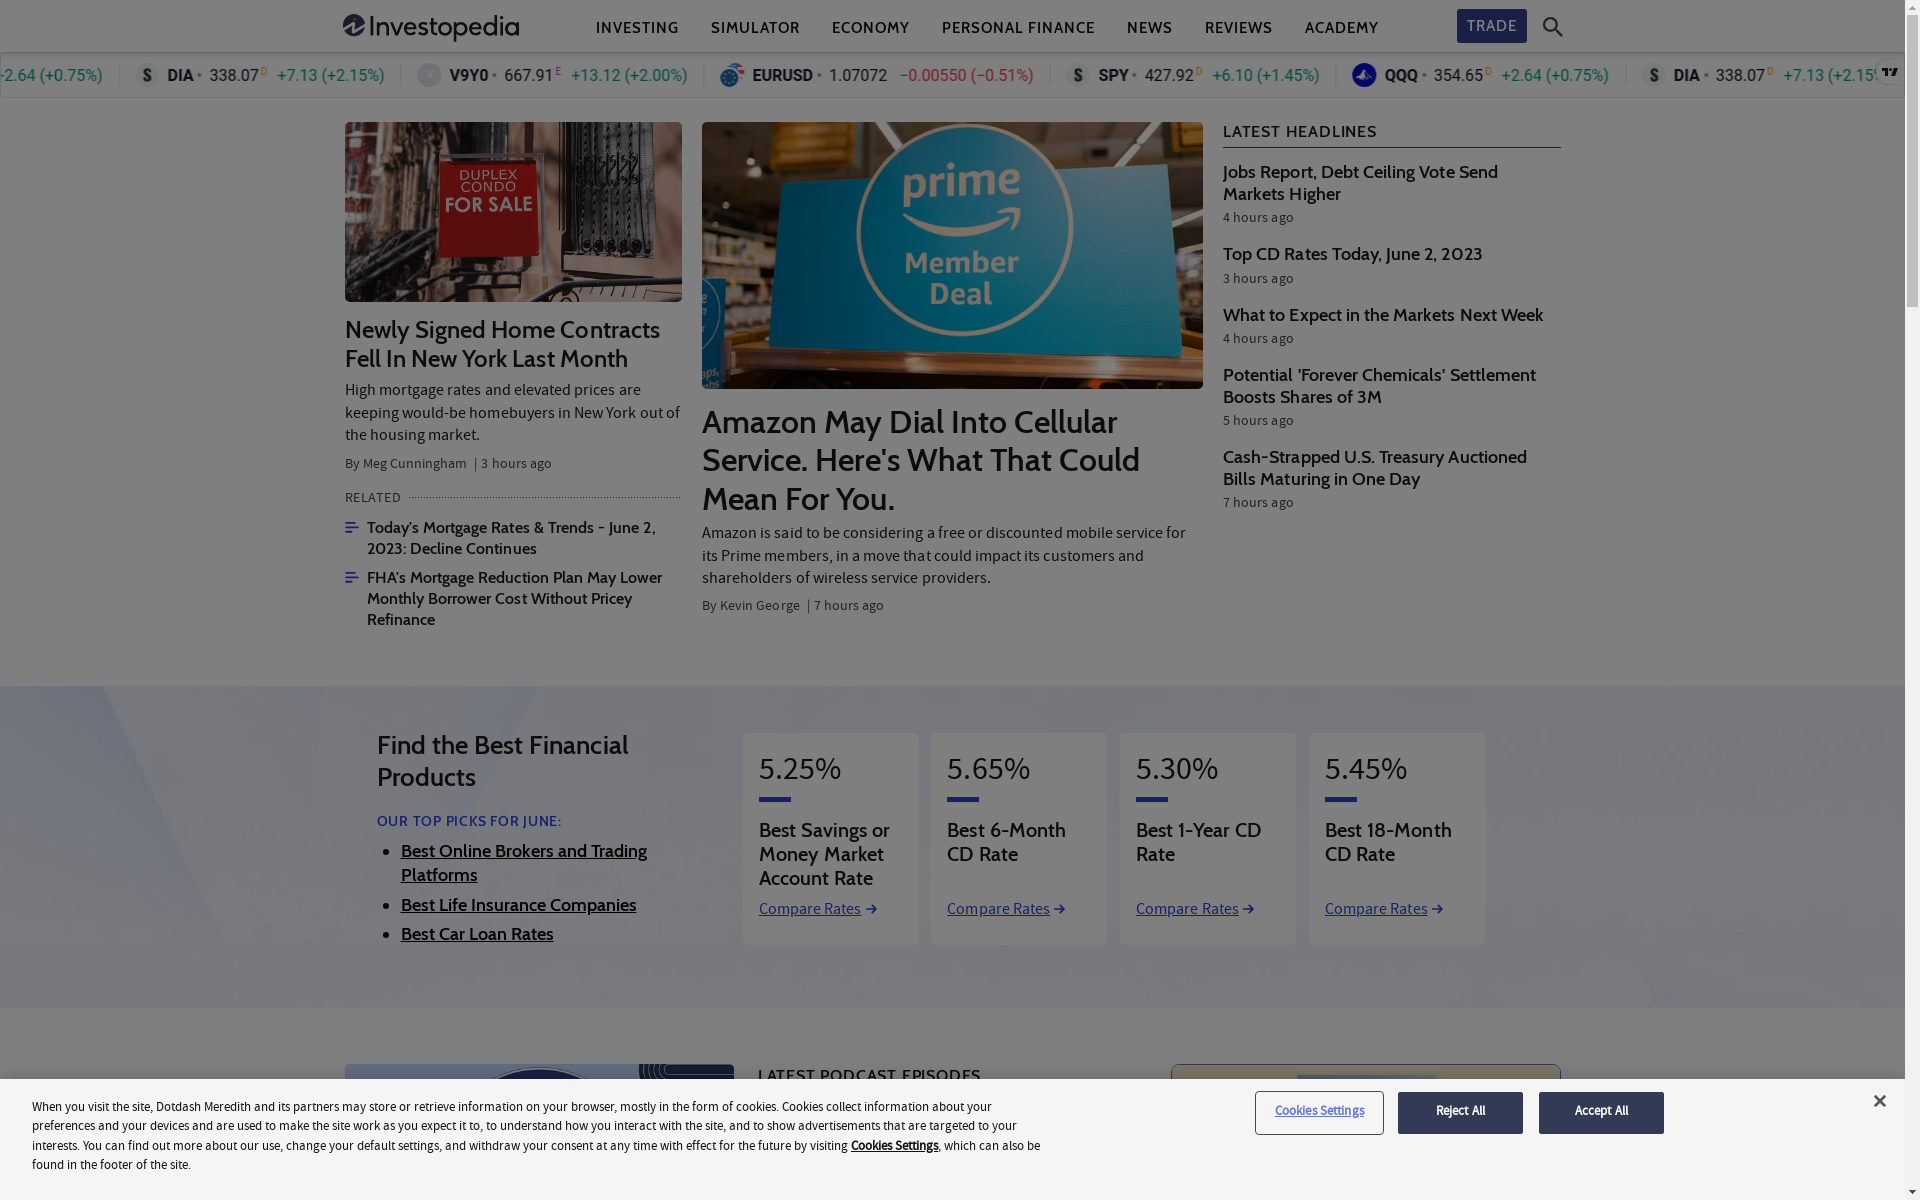 Investopedia
INVESTING
SIMULATOR
ECONOMY
PERSONAL FINANCE
NEWS
REVIEWS
ACADEMY
TRADE
2.64 (+0.75%)
DIA 338.07 D +7.13 (+2.15%)
V V9Y0 667.91 E +13.12 (+2.00%)
EURUSD 1.07072 −0.00550 (−0.51%)
SPY 427.92 D +6.10 (+1.45%)
QQQ 354.65 D +2.64 (+0.75%)
DIA 338.07 D +7.13 (+2.15
DUPLEX
CONDO
FOR SALE
Newly Signed Home Contracts
Fell In New York Last Month
High mortgage rates and elevated prices are
keeping would-be homebuyers in New York out of
the housing market.
By Meg Cunningham | 3 hours ago
RELATED
Today's Mortgage Rates & Trends - June 2,
2023: Decline Continues
FHA's Mortgage Reduction Plan May Lower
Monthly Borrower Cost Without Pricey
Refinance
prime
Member
Deal
Amazon May Dial Into Cellular
Service. Here's What That Could
Mean For You.
Amazon is said to be considering a free or discounted mobile service for
its Prime members, in a move that could impact its customers and
shareholders of wireless service providers.
By Kevin George | 7 hours ago
LATEST HEADLINES
Jobs Report, Debt Ceiling Vote Send
Markets Higher
4 hours ago
Top CD Rates Today, June 2, 2023
3 hours ago
What to Expect in the Markets Next Week
4 hours ago
Potential 'Forever Chemicals' Settlement
Boosts Shares of 3M
5 hours ago
Cash-Strapped U.S. Treasury Auctioned
Bills Maturing in One Day
7 hours ago
Find the Best Financial
Products
OUR TOP PICKS FOR JUNE:
Best Online Brokers and Trading
Platforms
Best Life Insurance Companies
Best Car Loan Rates
5.25%
Best Savings or
Money Market
Account Rate
Compare Rates
5.65%
Best 6-Month
CD Rate
Compare Rates
5.30%
Best 1-Year CD
Rate
Compare Rates
5.45%
Best 18-Month
CD Rate
Compare Rates
LATEST PODCAST EPISODES
When you visit the site, Dotdash Meredith and its partners may store or retrieve information on your browser, mostly in the form of cookies. Cookies collect information about your
preferences and your devices and are used to make the site work as you expect it to, to understand how you interact with the site, and to show advertisements that are targeted to your
interests. You can find out more about our use, change your default settings, and withdraw your consent at any time with effect for the future by visiting Cookies Settings, which can also be
found in the footer of the site.
Cookies Settings
Reject All
Accept All